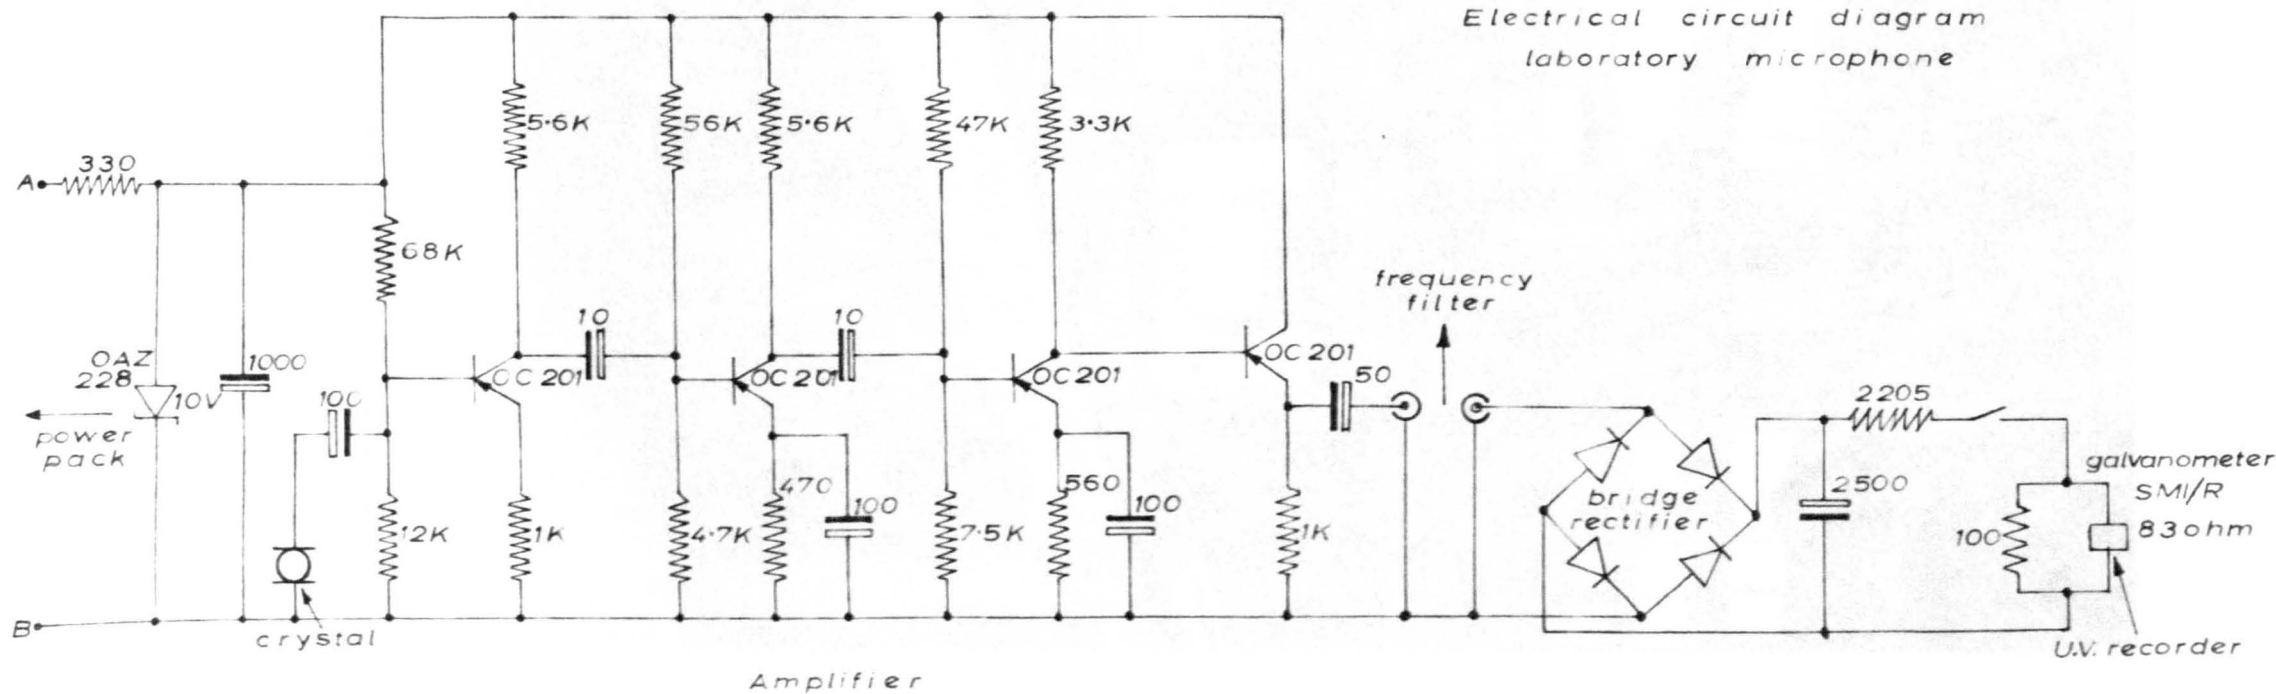 Electrical circuit diagram
laboratory microphone
5·6K
56K
5·6K
47K
3·3K
330
A
68K
frequency
filter
10
10
OAZ
228
10V
1000
OC 201
OC 201
OC 201
OC 201
100
50
2205
power
pack
galvanometer
SMI/R
83 ohm
470
100
560
100
bridge
rectifier
2500
12K
1K
4·7K
7·5K
1K
100
B
crystal
U.V. recorder
Amplifier